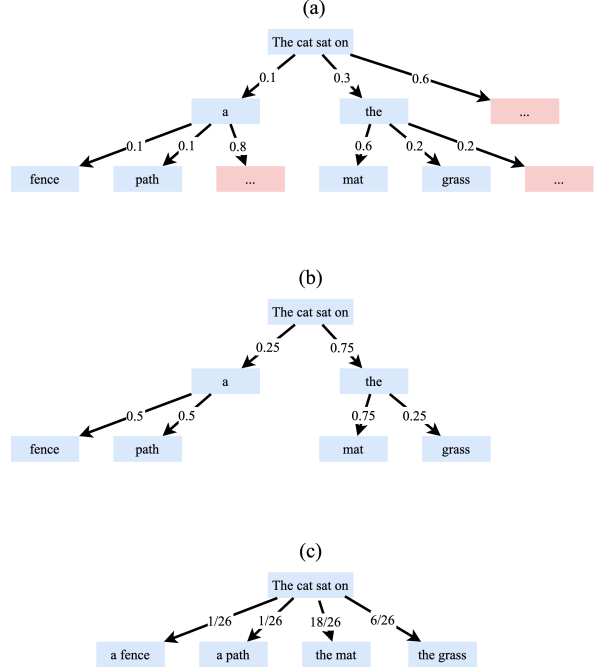 (a)
The cat sat on
0.1 0.3 0.6
a the ...
0.1 0.1 0.8 0.6 0.2 0.2
fence path ... mat grass ...
(b)
The cat sat on
0.25 0.75
a the
0.5 0.5 0.75 0.25
fence path mat grass
(c)
The cat sat on
1/26 1/26 18/26 6/26
a fence a path the mat the grass